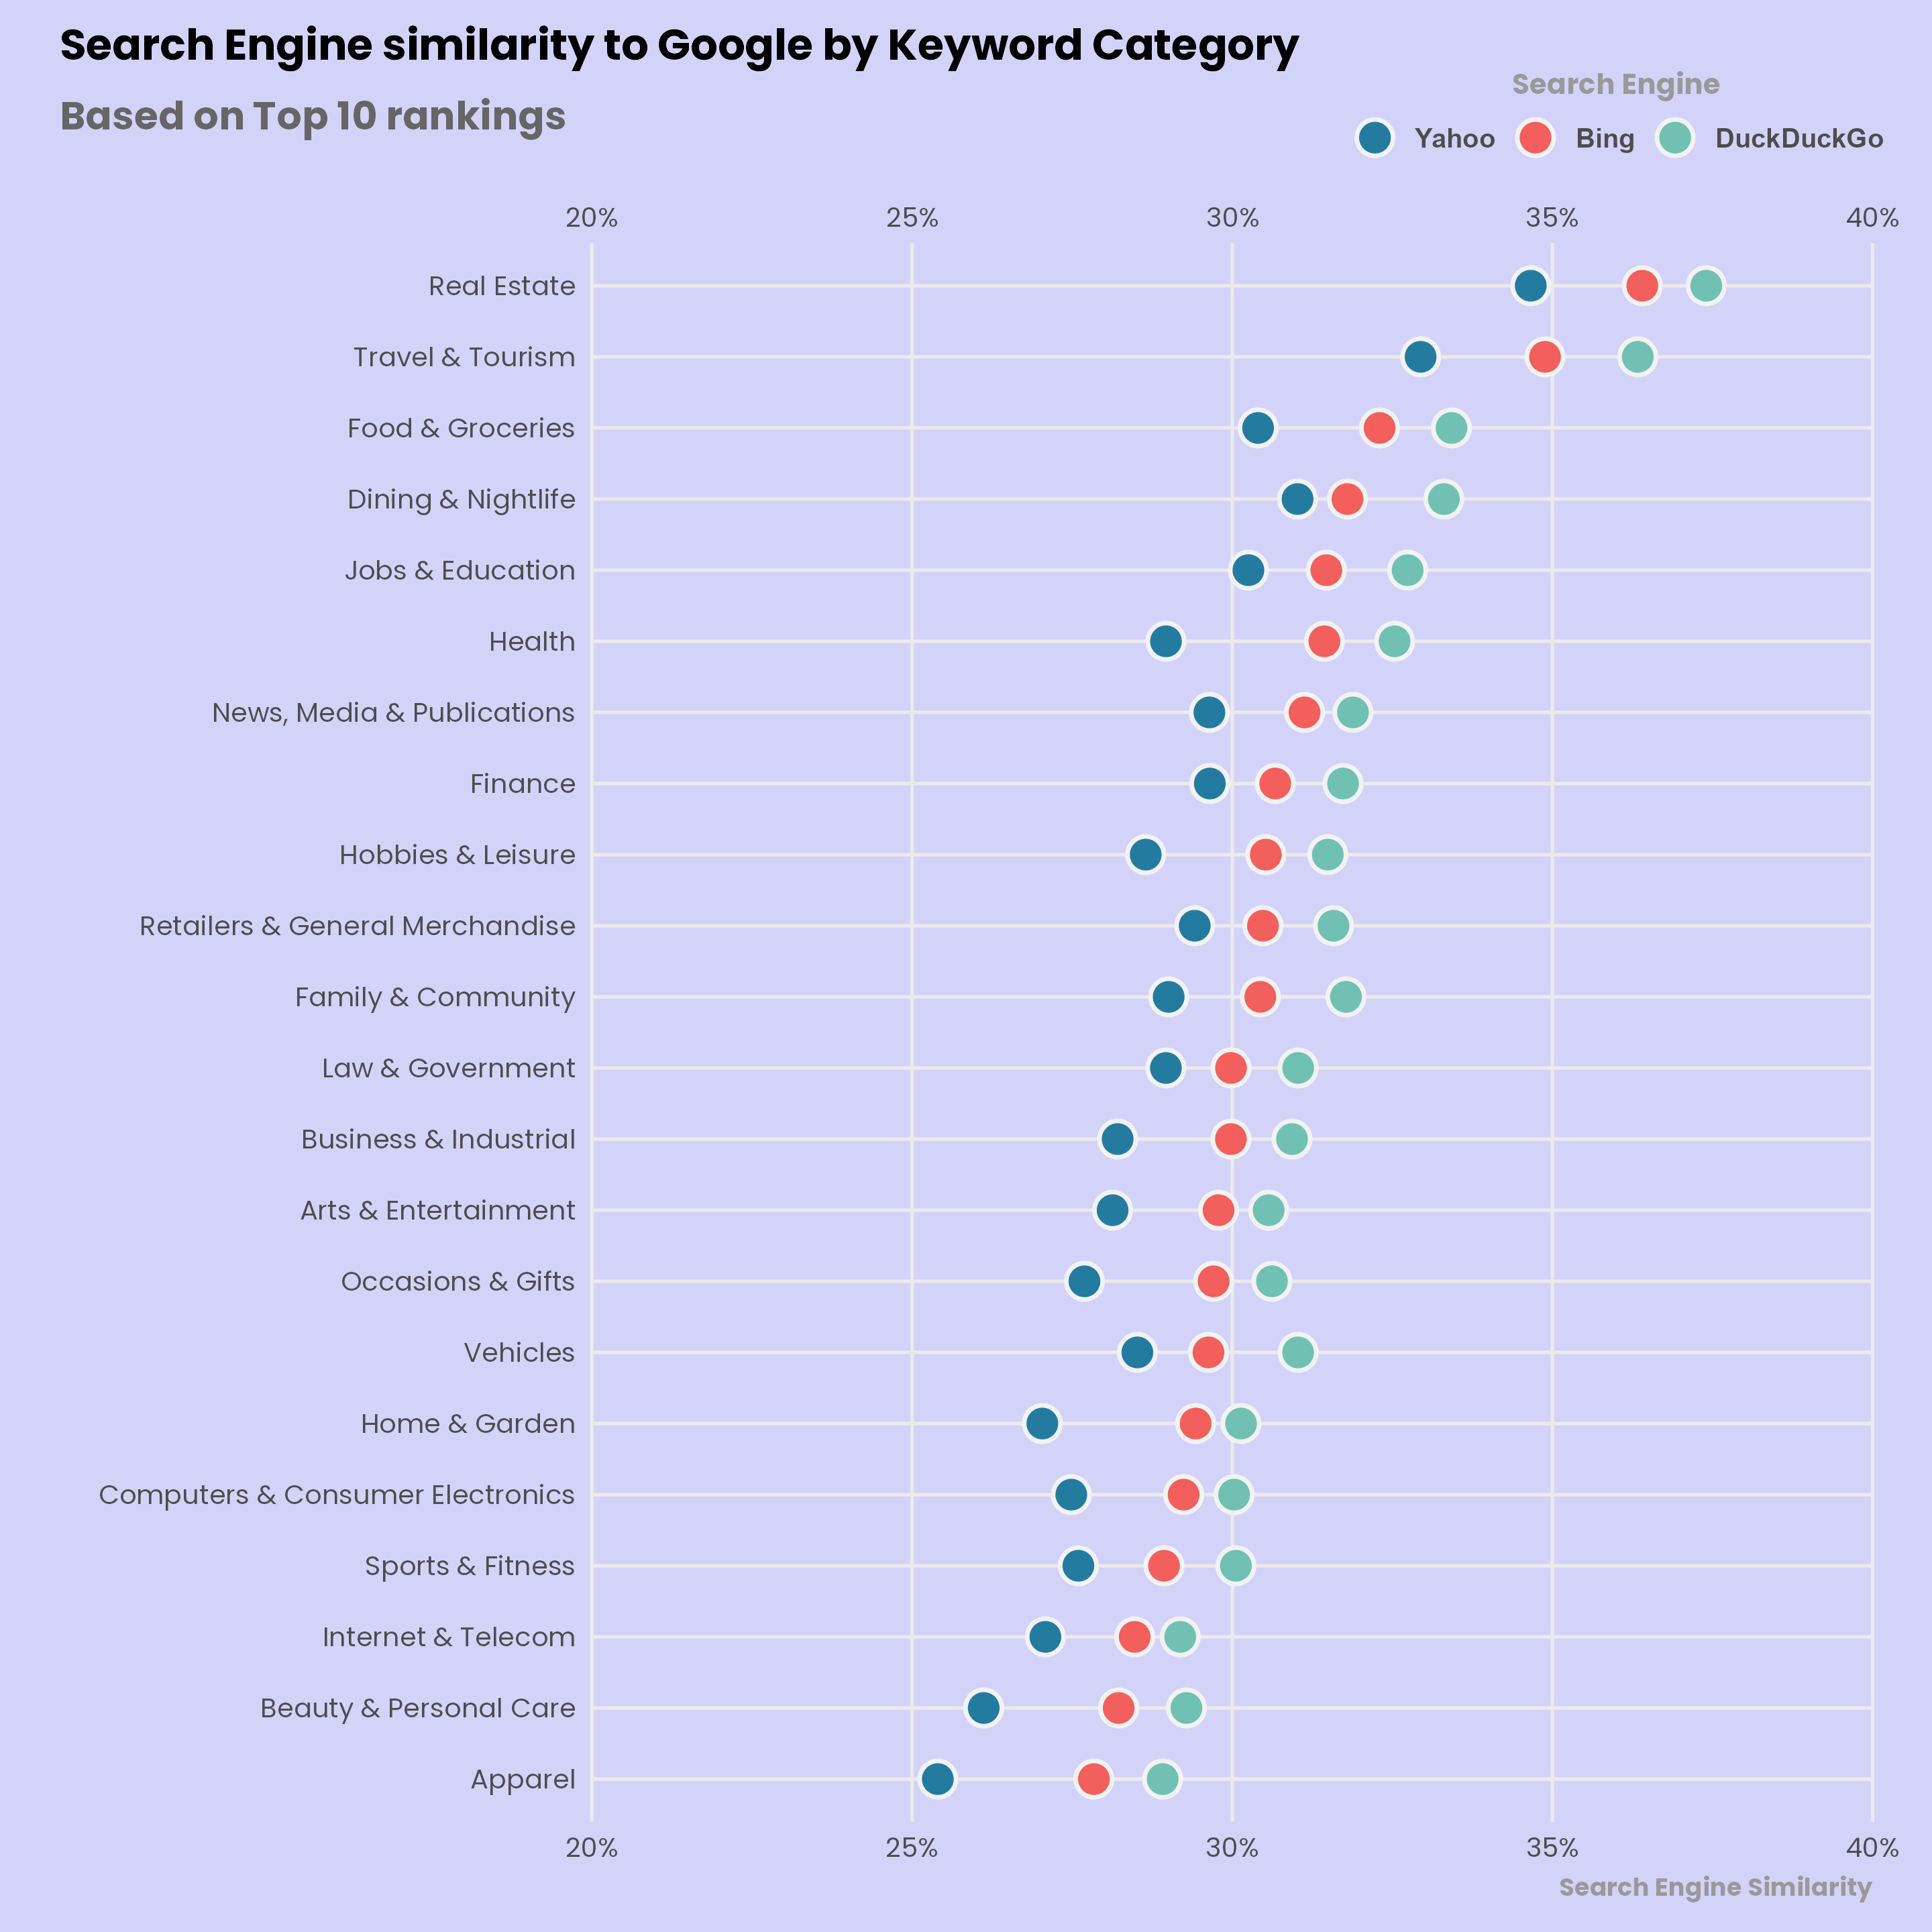 Search Engine similarity to Google by Keyword Category
Based on Top 10 rankings
Search Engine
Yahoo Bing DuckDuckGo
20% 25% 30% 35% 40%
Real Estate
Travel & Tourism
Food & Groceries
Dining & Nightlife
Jobs & Education
Health
News, Media & Publications
Finance
Hobbies & Leisure
Retailers & General Merchandise
Family & Community
Law & Government
Business & Industrial
Arts & Entertainment
Occasions & Gifts
Vehicles
Home & Garden
Computers & Consumer Electronics
Sports & Fitness
Internet & Telecom
Beauty & Personal Care
Apparel
20% 25% 30% 35% 40%
Search Engine Similarity